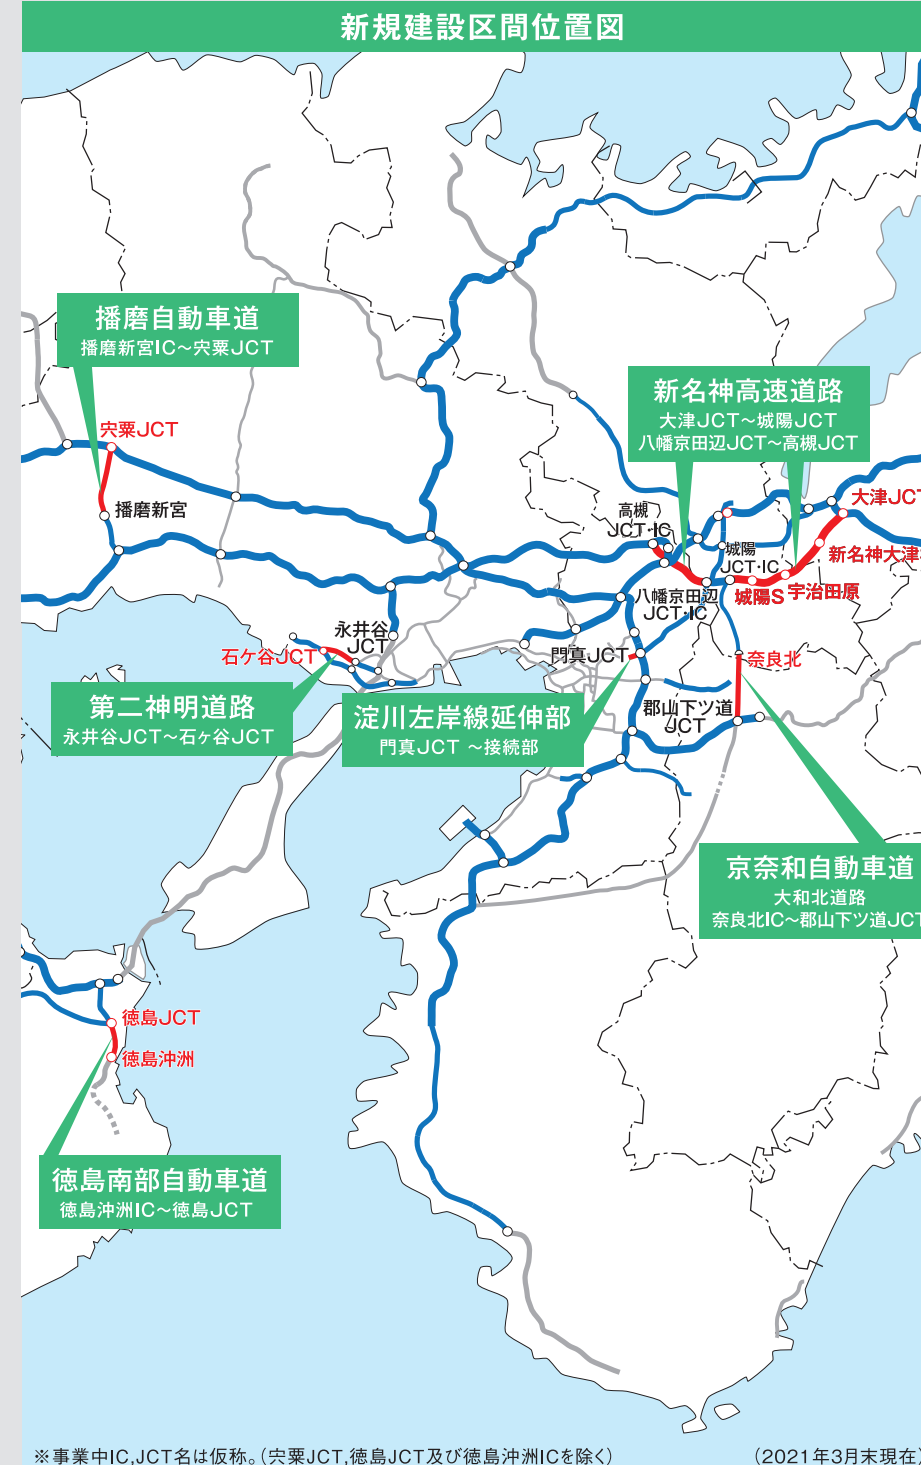 新規建設区間位置図
播磨自動車道
播磨新宮IC～宍粟JCT
宍粟JCT
播磨新宮
新名神高速道路
大津JCT～城陽JCT
八幡京田辺JCT～高槻JCT
大津JCT
高槻
JCT・IC
城陽
JCT・IC
新名神大津
城陽S
宇治田原
八幡京田辺
JCT・IC
永井谷
JCT
石ケ谷JCT
門真JCT
奈良北
第二神明道路
永井谷JCT～石ヶ谷JCT
淀川左岸線延伸部
門真JCT ～接続部
郡山下ツ道
JCT
京奈和自動車道
大和北道路
奈良北IC～郡山下ツ道JCT
徳島JCT
徳島沖洲
徳島南部自動車道
徳島沖洲IC～徳島JCT
※事業中IC,JCT名は仮称。(宍粟JCT,徳島JCT及び徳島沖洲ICを除く)
(2021年3月末現在)